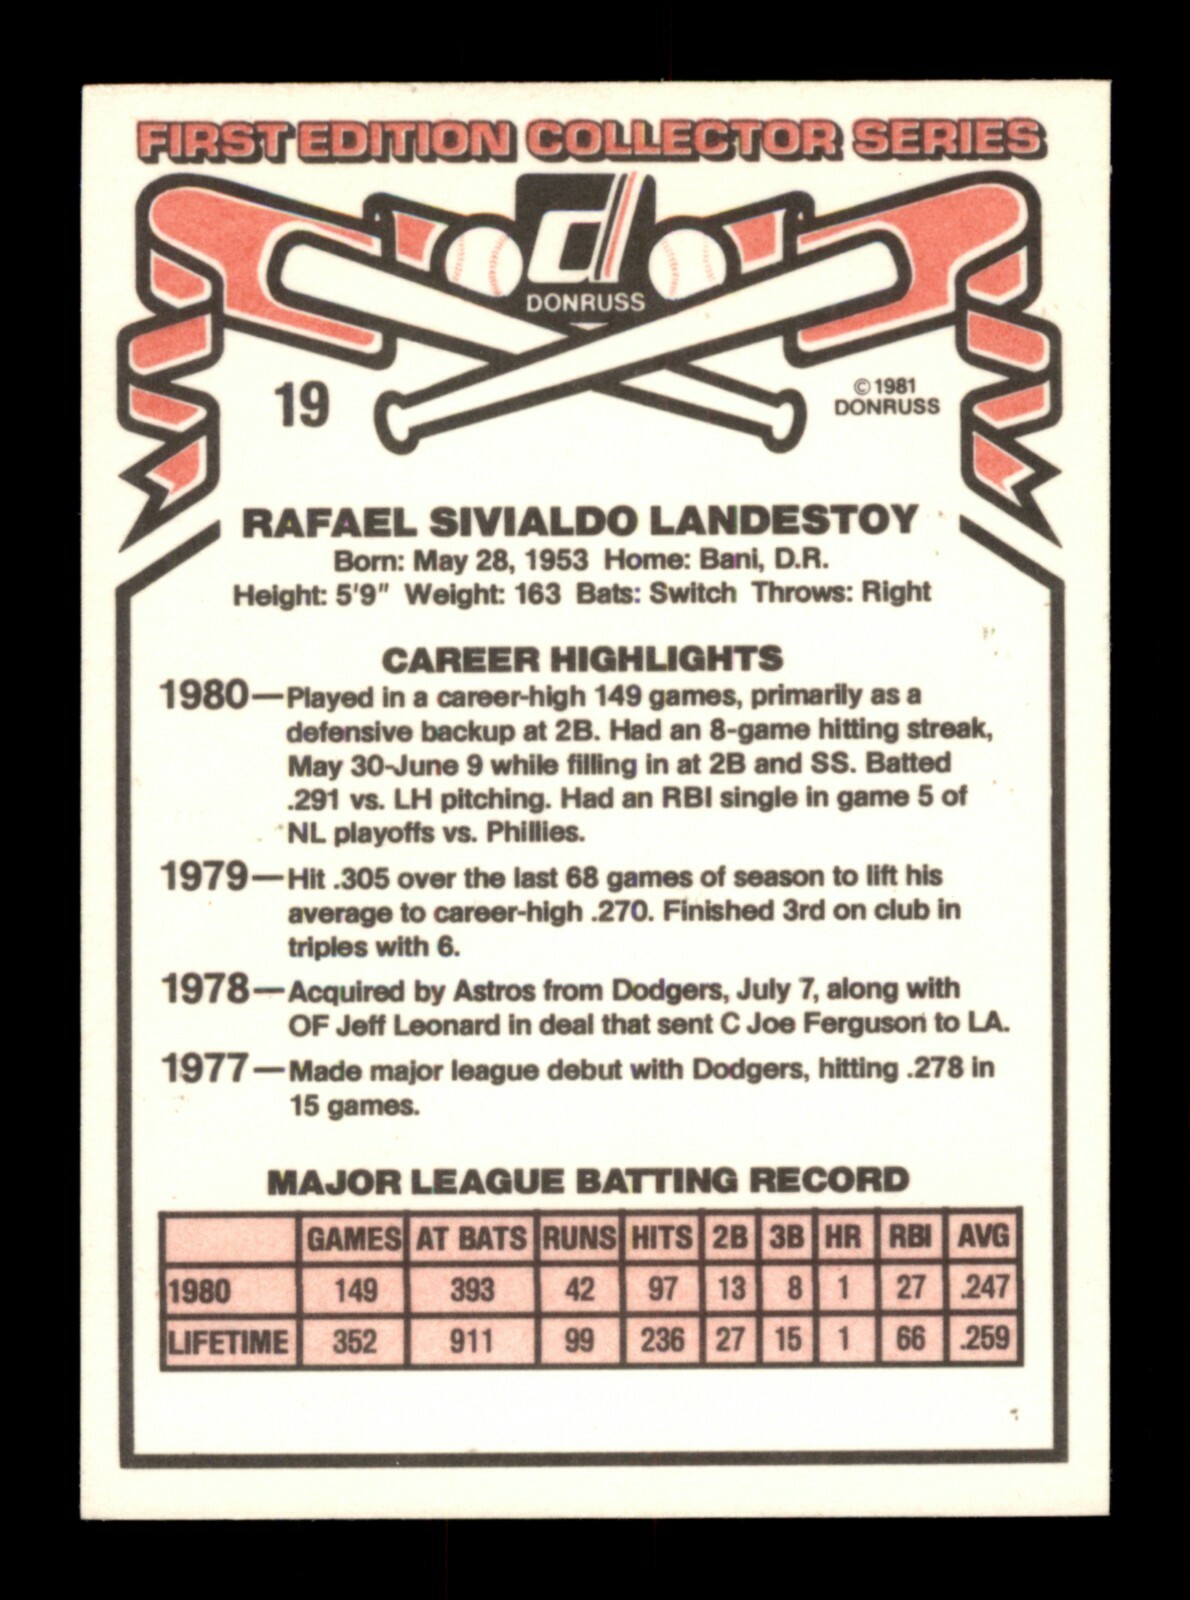 FIRST EDITION COLLECTOR SERIES
d
DONRUSS
19
© 1981
DONRUSS
RAFAEL SIVIALDO LANDESTOY
Born: May 28, 1953 Home: Bani, D.R.
Height: 5'9" Weight: 163 Bats: Switch Throws: Right
CAREER HIGHLIGHTS
1980—Played in a career-high 149 games, primarily as a
defensive backup at 2B. Had an 8-game hitting streak,
May 30-June 9 while filling in at 2B and SS. Batted
.291 vs. LH pitching. Had an RBI single in game 5 of
NL playoffs vs. Phillies.
1979—Hit .305 over the last 68 games of season to lift his
average to career-high .270. Finished 3rd on club in
triples with 6.
1978—Acquired by Astros from Dodgers, July 7, along with
OF Jeff Leonard in deal that sent C Joe Ferguson to LA.
1977—Made major league debut with Dodgers, hitting .278 in
15 games.
MAJOR LEAGUE BATTING RECORD
GAMES AT BATS RUNS HITS 2B 3B HR RBI AVG
1980 149 393 42 97 13 8 1 27 .247
LIFETIME 352 911 99 236 27 15 1 66 .259